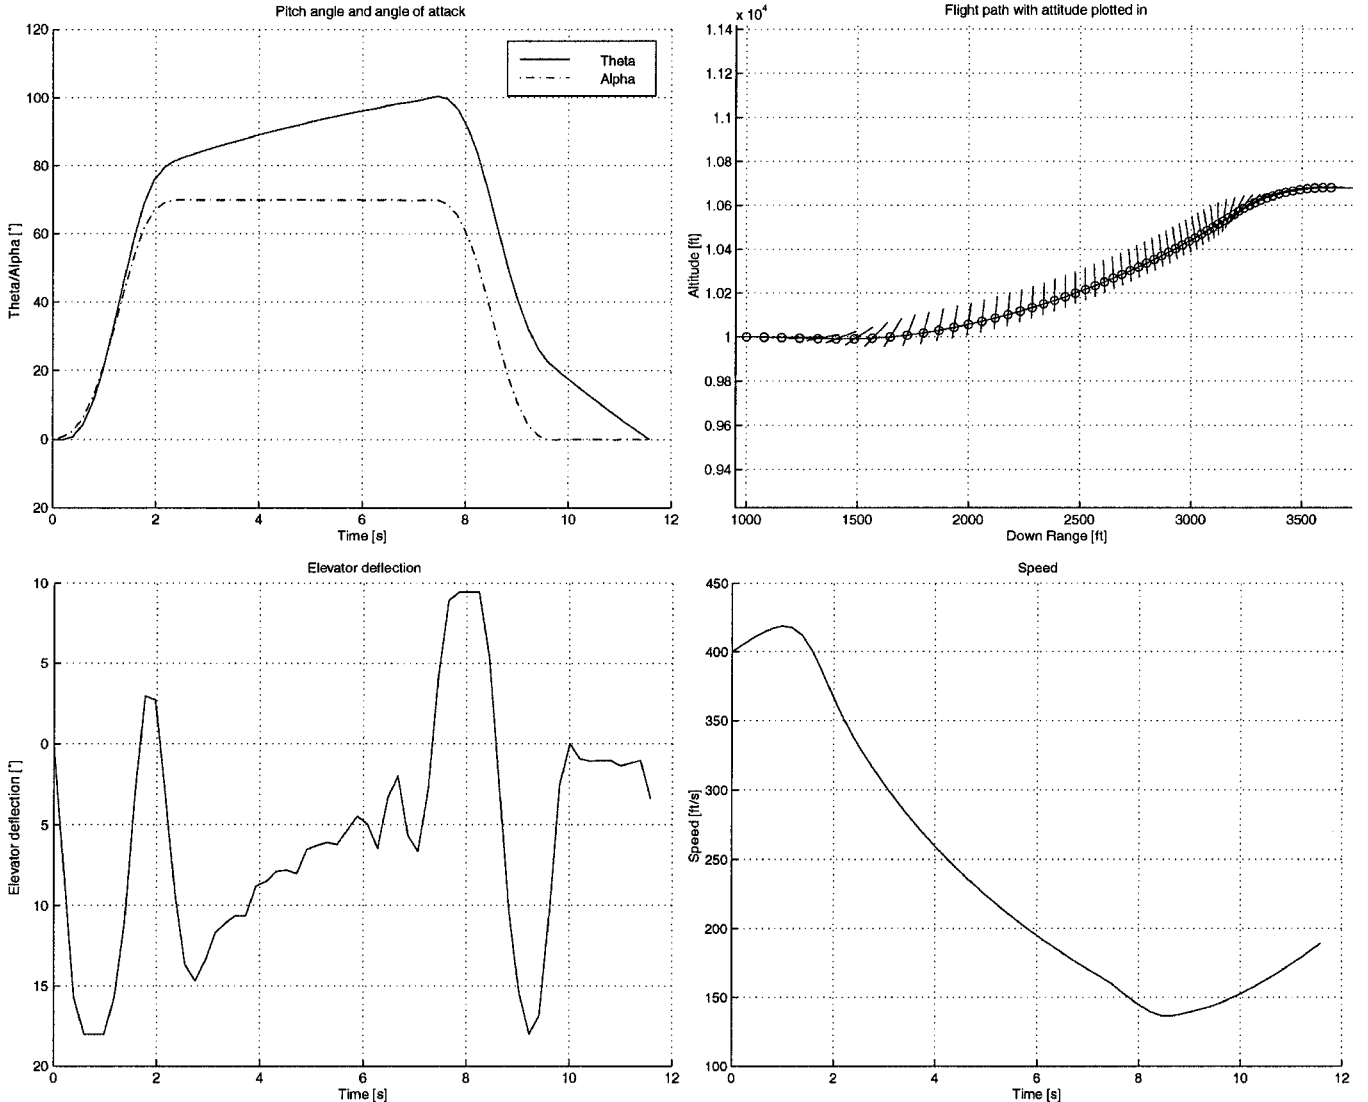 Pitch angle and angle of attack
120
100
80
60
40
20
0
20
Theta/Alpha [°]
Theta
Alpha
0 2 4 6 8 10 12
Time [s]
Flight path with attitude plotted in
x 10^4
1.14
1.12
1.1
1.08
1.06
1.04
1.02
1
0.98
0.96
0.94
Altitude [ft]
1000 1500 2000 2500 3000 3500
Down Range [ft]
Elevator deflection
10
5
0
5
10
15
20
Elevator deflection [°]
0 2 4 6 8 10 12
Time [s]
Speed
450
400
350
300
250
200
150
100
Speed [ft/s]
0 2 4 6 8 10 12
Time [s]